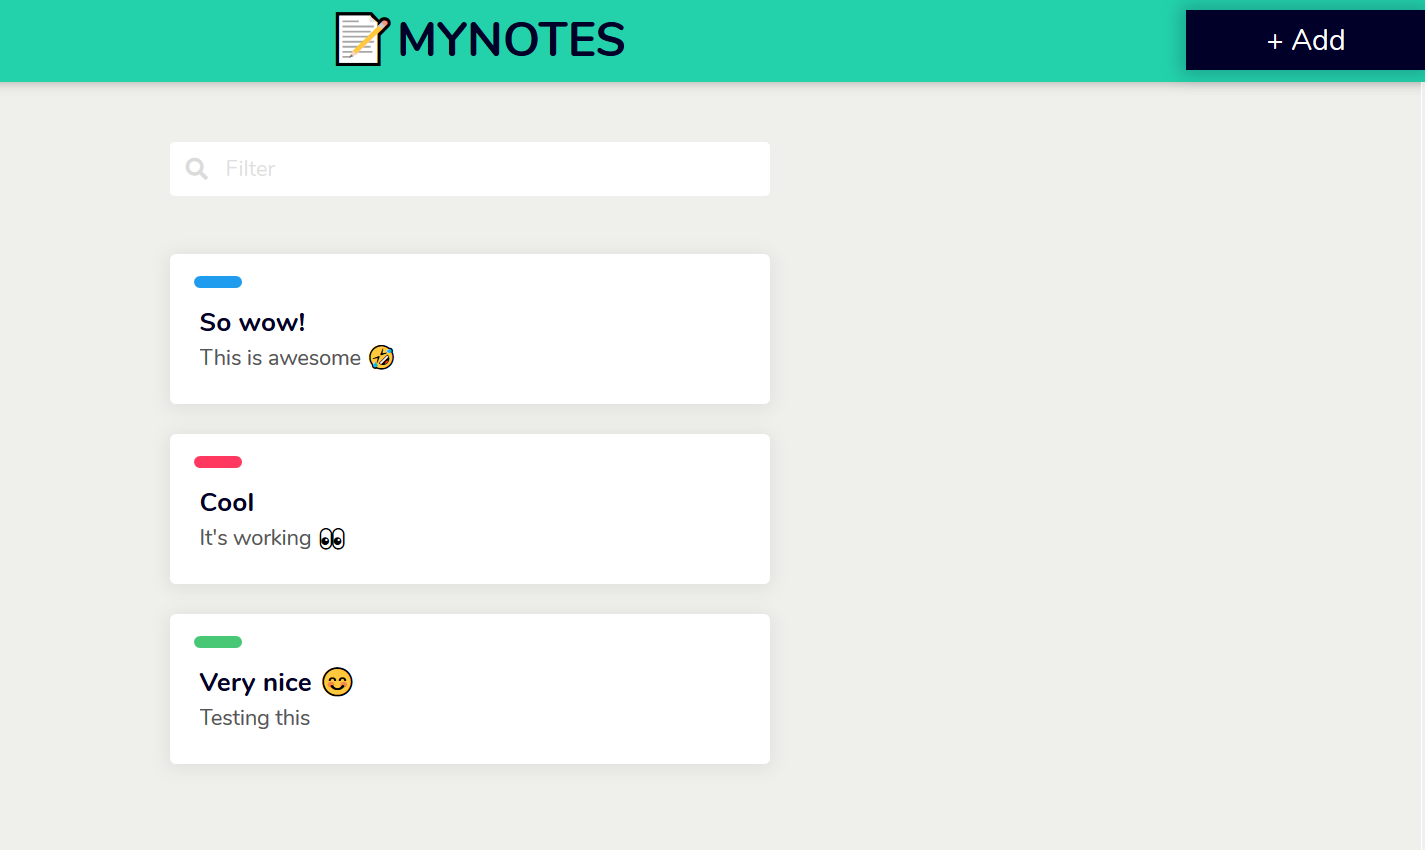 📝 MYNOTES
+ Add
Filter
So wow!
This is awesome 🤣
Cool
It's working 👀
Very nice 😊
Testing this